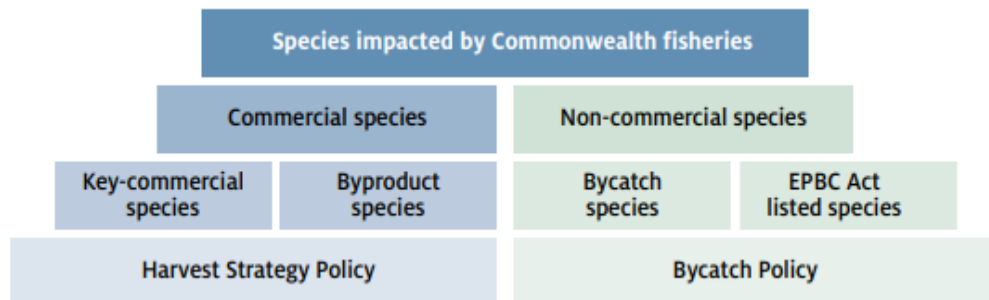 Species impacted by Commonwealth fisheries
Commercial species
Non-commercial species
Key-commercial
species
Byproduct
species
Bycatch
species
EPBC Act
listed species
Harvest Strategy Policy
Bycatch Policy